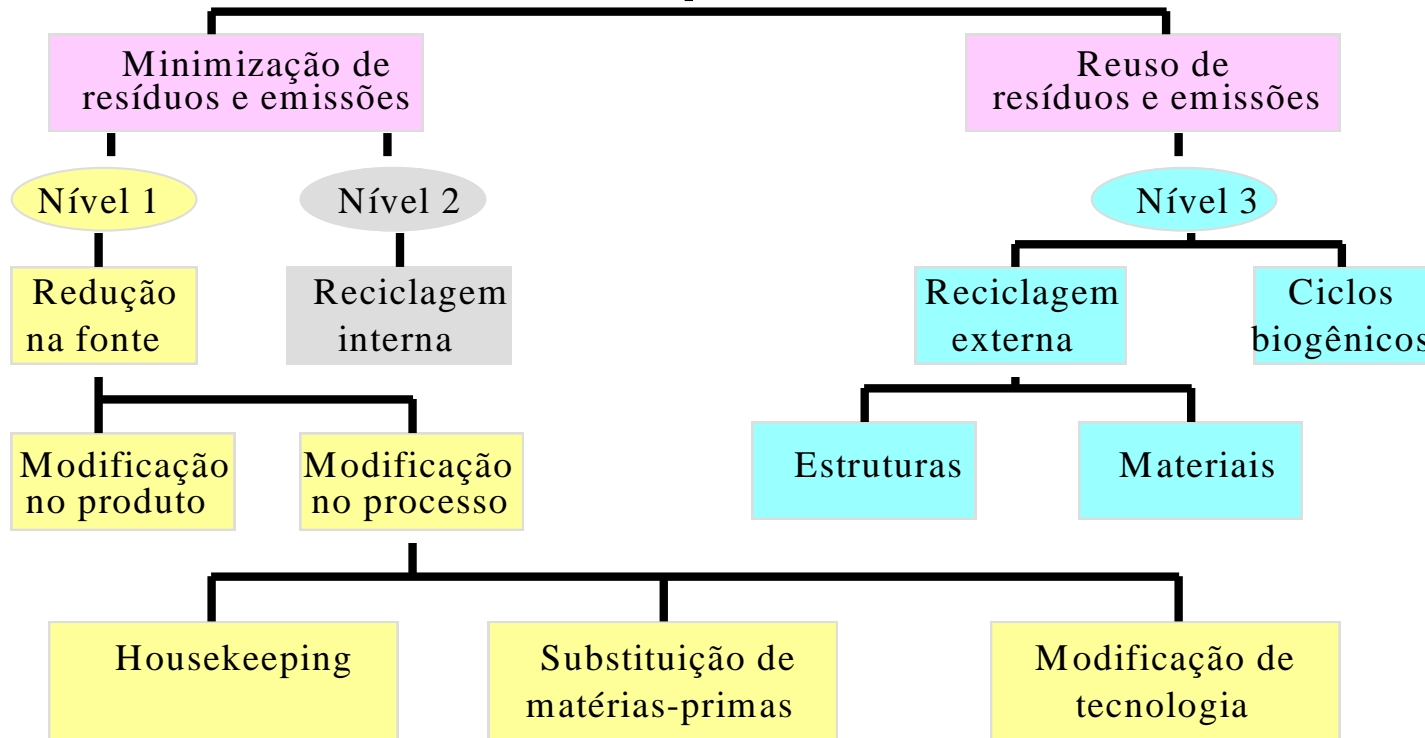 Minimização de
resíduos e emissões
Reuso de
resíduos e emissões
Nível 1
Nível 2
Nível 3
Redução
na fonte
Reciclagem
interna
Reciclagem
externa
Ciclos
biogênicos
Modificação
no produto
Modificação
no processo
Estruturas
Materiais
Housekeeping
Substituição de
matérias-primas
Modificação de
tecnologia